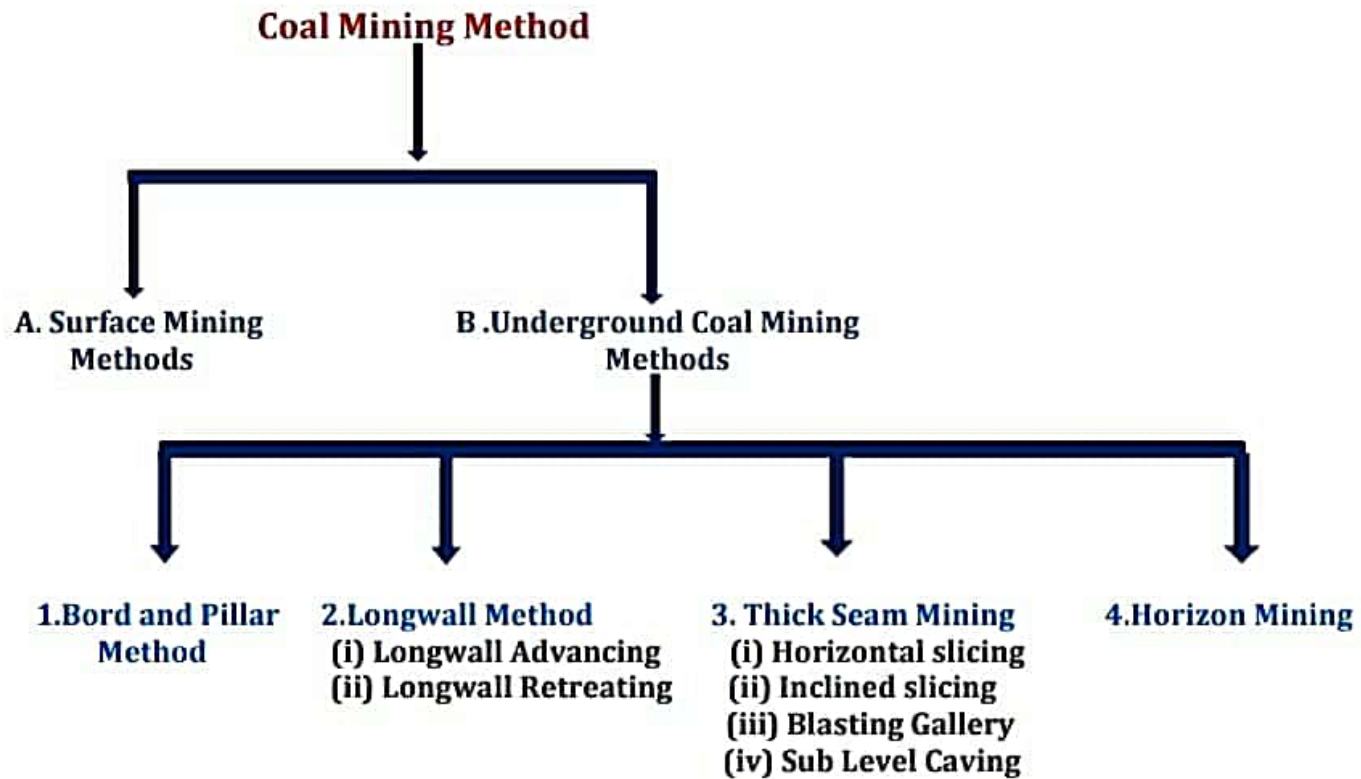 Coal Mining Method
A. Surface Mining
Methods
B .Underground Coal Mining
Methods
1.Bord and Pillar
Method
2.Longwall Method
(i) Longwall Advancing
(ii) Longwall Retreating
3. Thick Seam Mining
(i) Horizontal slicing
(ii) Inclined slicing
(iii) Blasting Gallery
(iv) Sub Level Caving
4.Horizon Mining